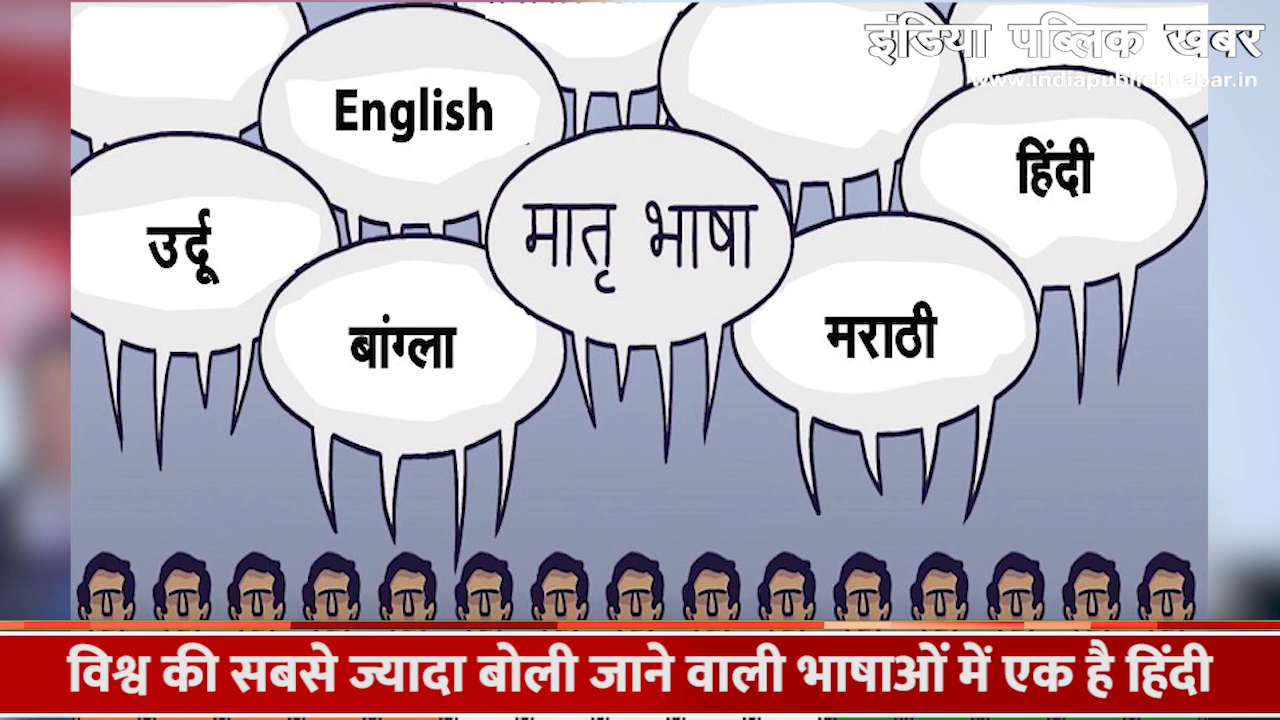 इंडिया पब्लिक खबर
www.indiapublickhabar.in
English
हिंदी
मातृ भाषा
उर्दू
बांग्ला
मराठी
विश्व की सबसे ज्यादा बोली जाने वाली भाषाओं में एक है हिंदी